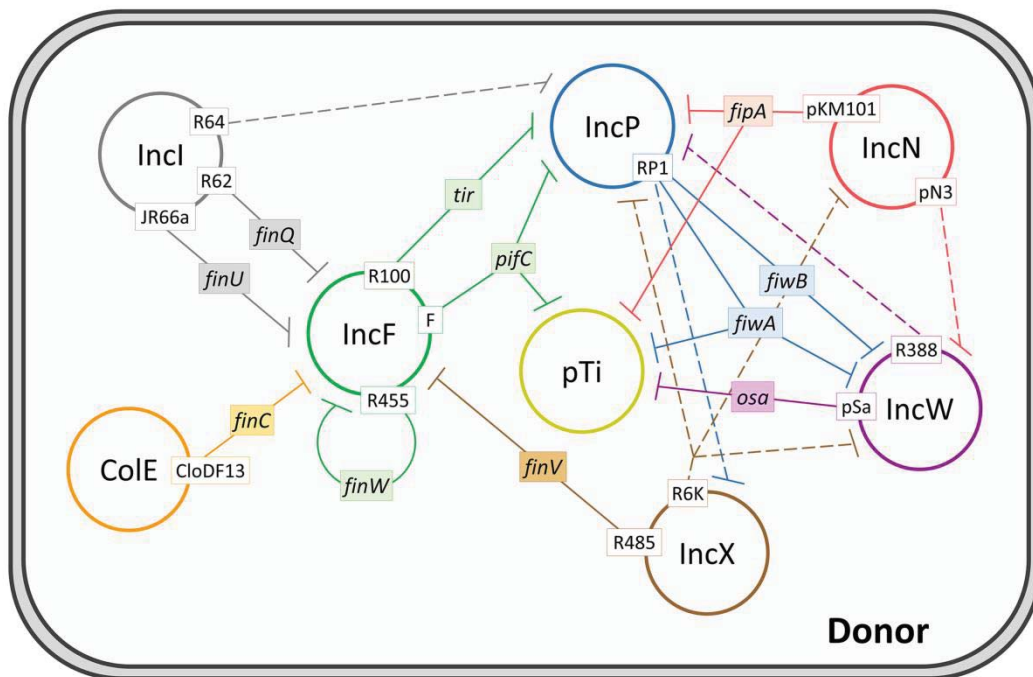 R64
IncI
R62
JR66a
finQ
finU
tir
R100
F
IncF
R455
pifC
finC
ColE
CloDF13
finW
IncP
RP1
fipA
pKM101
IncN
pN3
fiwB
fiwA
R388
pTi
osa
pSa
IncW
finV
R6K
R485
IncX
Donor